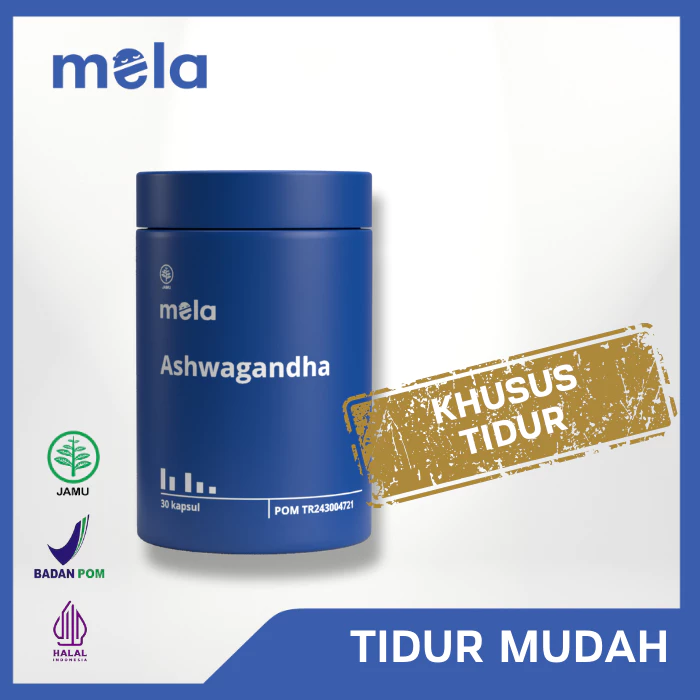 mela
JAMU
mela
Ashwagandha
30 kapsul
POM TR243004721
KHUSUS
TIDUR
JAMU
BADAN POM
HALAL
INDONESIA
TIDUR MUDAH